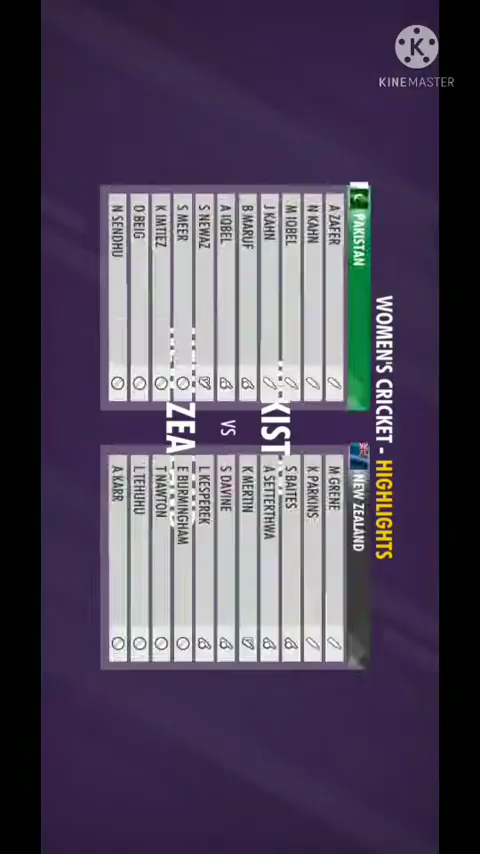 KINEMASTER
WOMEN'S CRICKET - HIGHLIGHTS
PAKISTAN
A ZAFER
N KAHN
M IQBEL
J KAHN
B MARUF
A IQBEL
S NEWAZ
S MEER
K IMTIEZ
D BEIG
N SENDHU
VS
NEW ZEALAND
M GRENE
K PARKINS
S BAITES
A SETTERTHWA
K MERTIN
S DAVINE
L KESPEREK
E BURMINGHAM
T NAWTON
L TEHUHU
A KARR